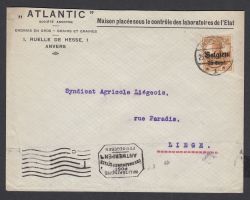 „ATLANTIC"
SOCIÉTÉ ANONYME
ENGRAIS EN GROS - GRAINS ET GRAINES
1, RUELLE DE HESSE, 1
ANVERS
Maison placée sous le contrôle des laboratoires de l'Etat
Belgien
Syndicat Agricole Liégeois,
rue Paradis,
LIEGE.
ANTWERPEN